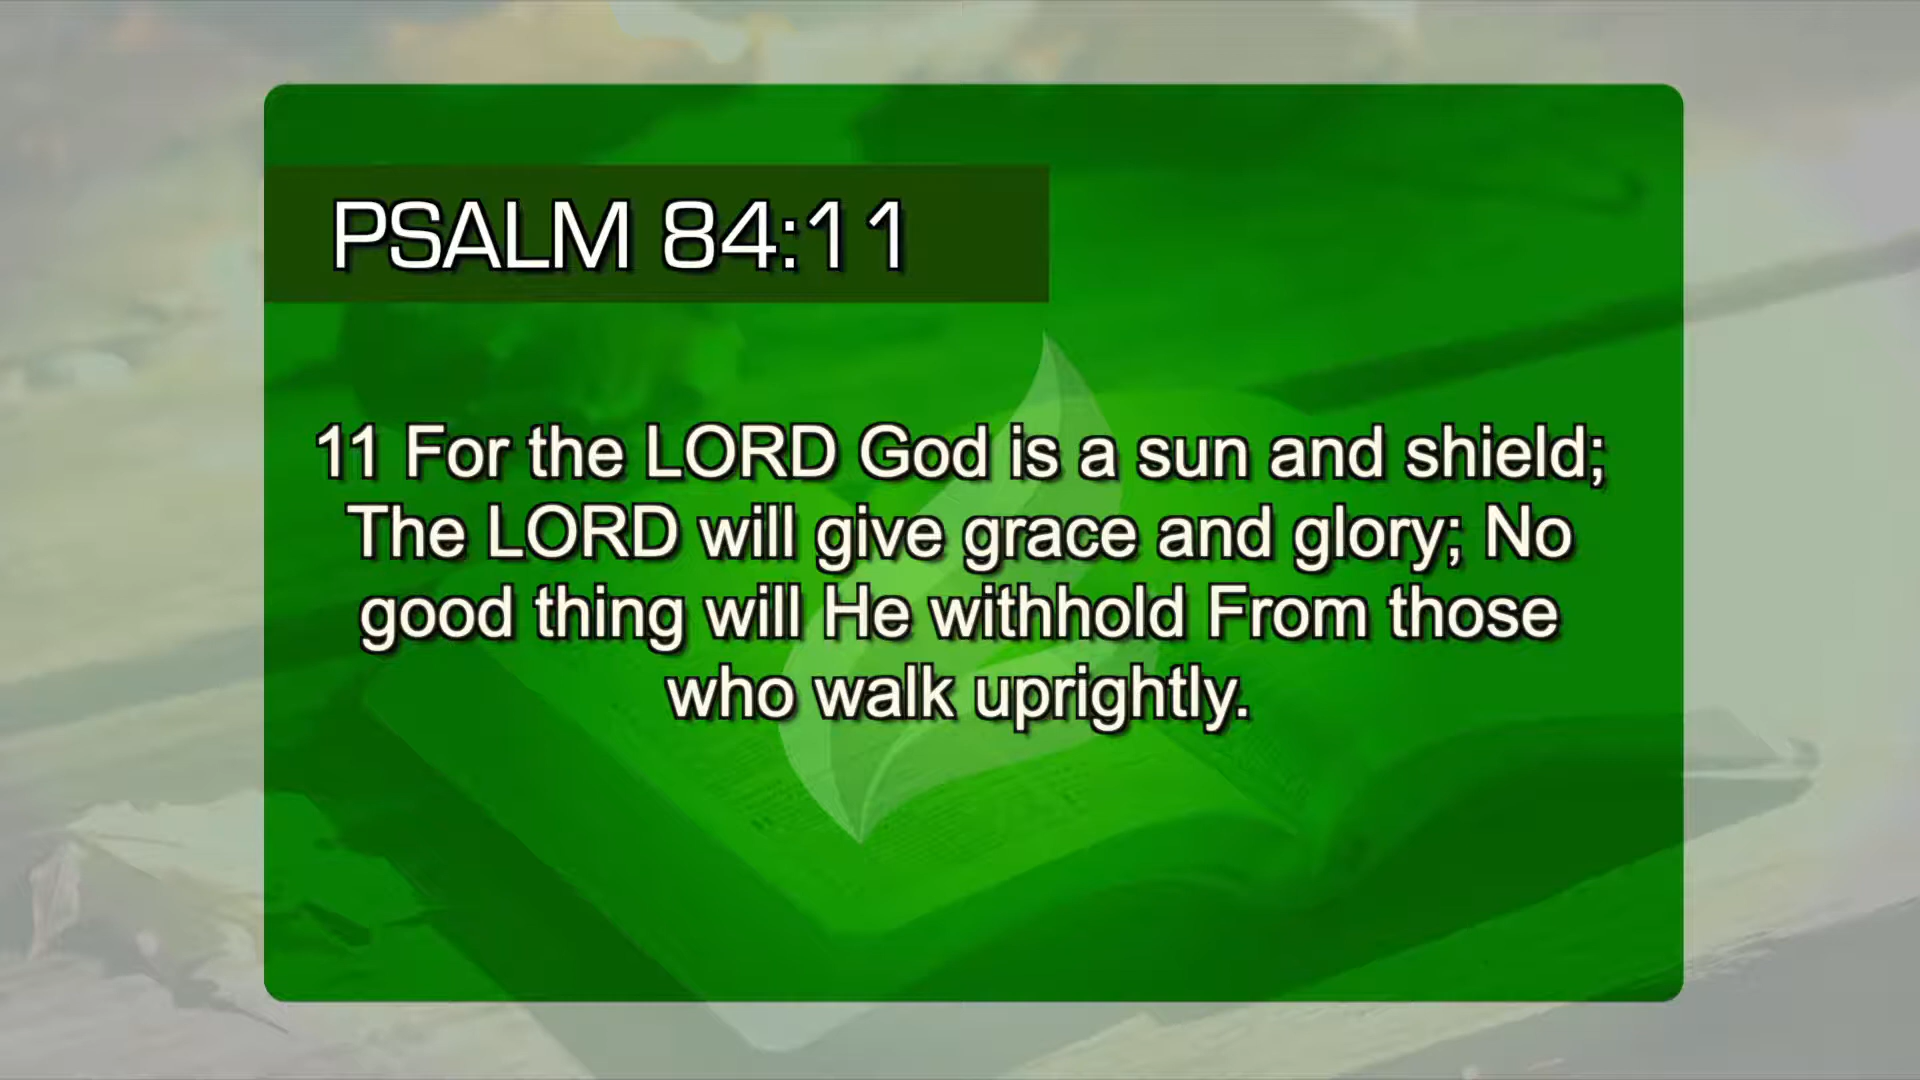 PSALM 84:11
11 For the LORD God is a sun and shield;
The LORD will give grace and glory; No
good thing will He withhold From those
who walk uprightly.